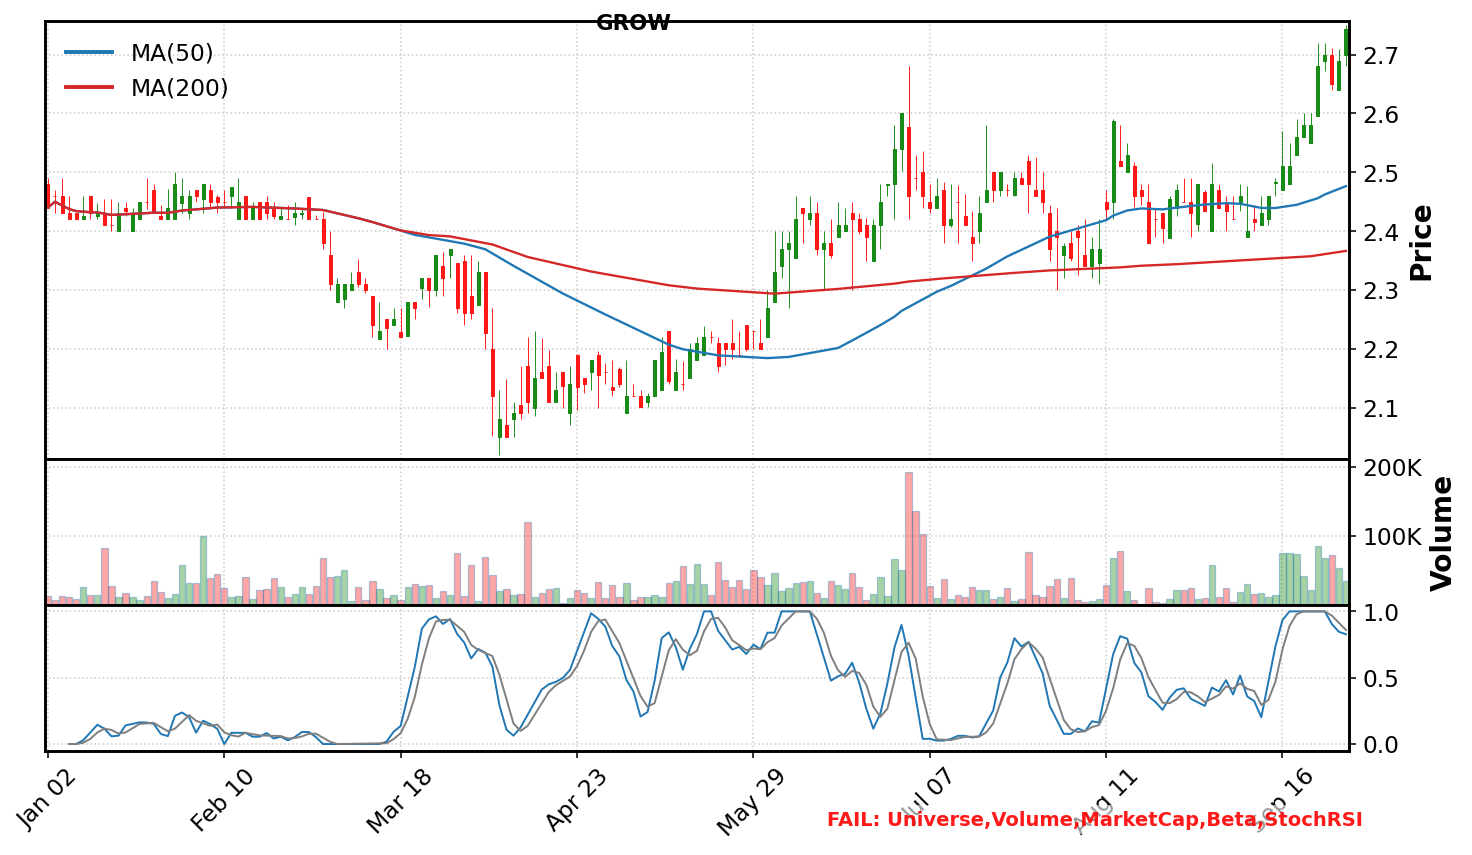 GROW
MA(50)
MA(200)
2.7
2.6
2.5
2.4
2.3
2.2
2.1
Price
200K
100K
Volume
1.0
0.5
0.0
Jan 02
Feb 10
Mar 18
Apr 23
May 29
Jul 07
Aug 11
Sep 16
FAIL: Universe,Volume,MarketCap,Beta,StochRSI